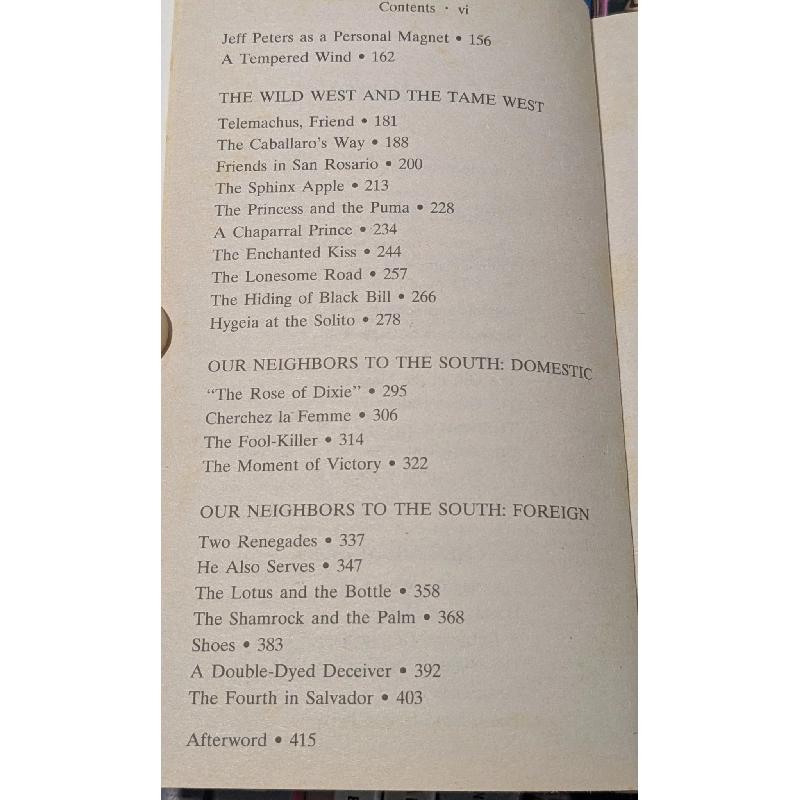 Contents · vi
Jeff Peters as a Personal Magnet • 156
A Tempered Wind • 162
THE WILD WEST AND THE TAME WEST
Telemachus, Friend • 181
The Caballaro's Way • 188
Friends in San Rosario • 200
The Sphinx Apple • 213
The Princess and the Puma • 228
A Chaparral Prince • 234
The Enchanted Kiss • 244
The Lonesome Road • 257
The Hiding of Black Bill • 266
Hygeia at the Solito • 278
OUR NEIGHBORS TO THE SOUTH: DOMESTIC
"The Rose of Dixie" • 295
Cherchez la Femme • 306
The Fool-Killer • 314
The Moment of Victory • 322
OUR NEIGHBORS TO THE SOUTH: FOREIGN
Two Renegades • 337
He Also Serves • 347
The Lotus and the Bottle • 358
The Shamrock and the Palm • 368
Shoes • 383
A Double-Dyed Deceiver • 392
The Fourth in Salvador • 403
Afterword • 415